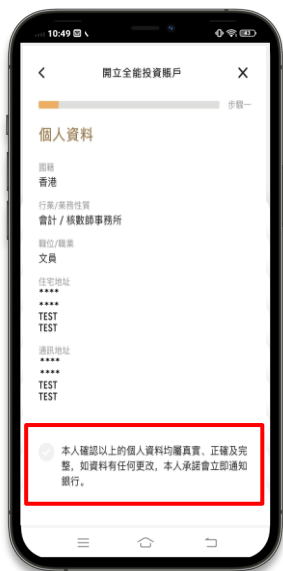 10:49
開立全能投資賬戶
步驟一
個人資料
國籍
香港
行業/業務性質
會計 / 核數師事務所
職位/職業
文員
住宅地址
****
****
TEST
TEST
通訊地址
****
****
TEST
TEST
本人確認以上的個人資料均屬真實、正確及完
整，如資料有任何更改，本人承諾會立即通知
銀行。